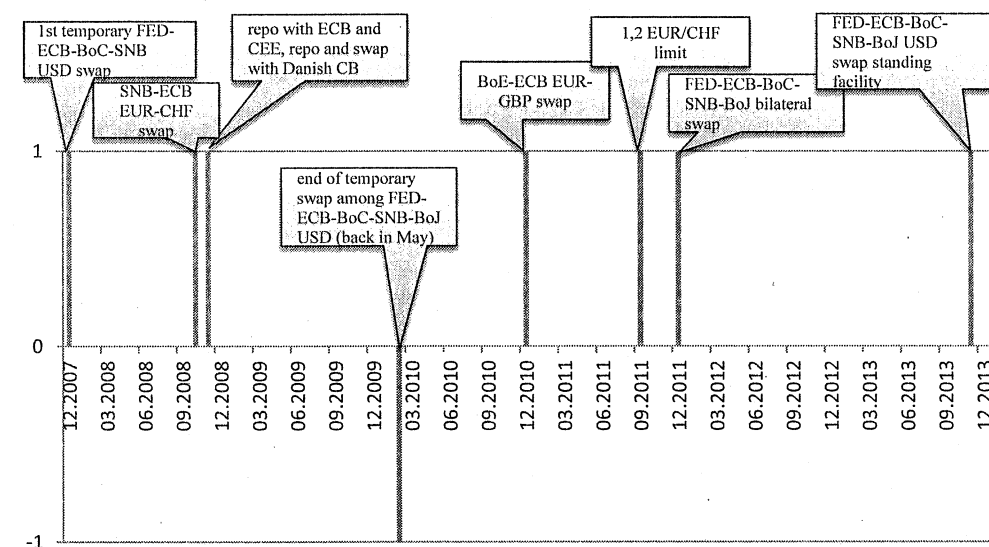 1st temporary FED-
ECB-BoC-SNB
USD swap
SNB-ECB
EUR-CHF
swap
repo with ECB and
CEE, repo and swap
with Danish CB
end of temporary
swap among FED-
ECB-BoC-SNB-BoJ
USD (back in May)
BoE-ECB EUR-
GBP swap
1,2 EUR/CHF
limit
FED-ECB-BoC-
SNB-BoJ bilateral
swap
FED-ECB-BoC-
SNB-BoJ USD
swap standing
facility
1
0
-1
12.2007
03.2008
06.2008
09.2008
12.2008
03.2009
06.2009
09.2009
12.2009
03.2010
06.2010
09.2010
12.2010
03.2011
06.2011
09.2011
12.2011
03.2012
06.2012
09.2012
12.2012
03.2013
06.2013
09.2013
12.2013